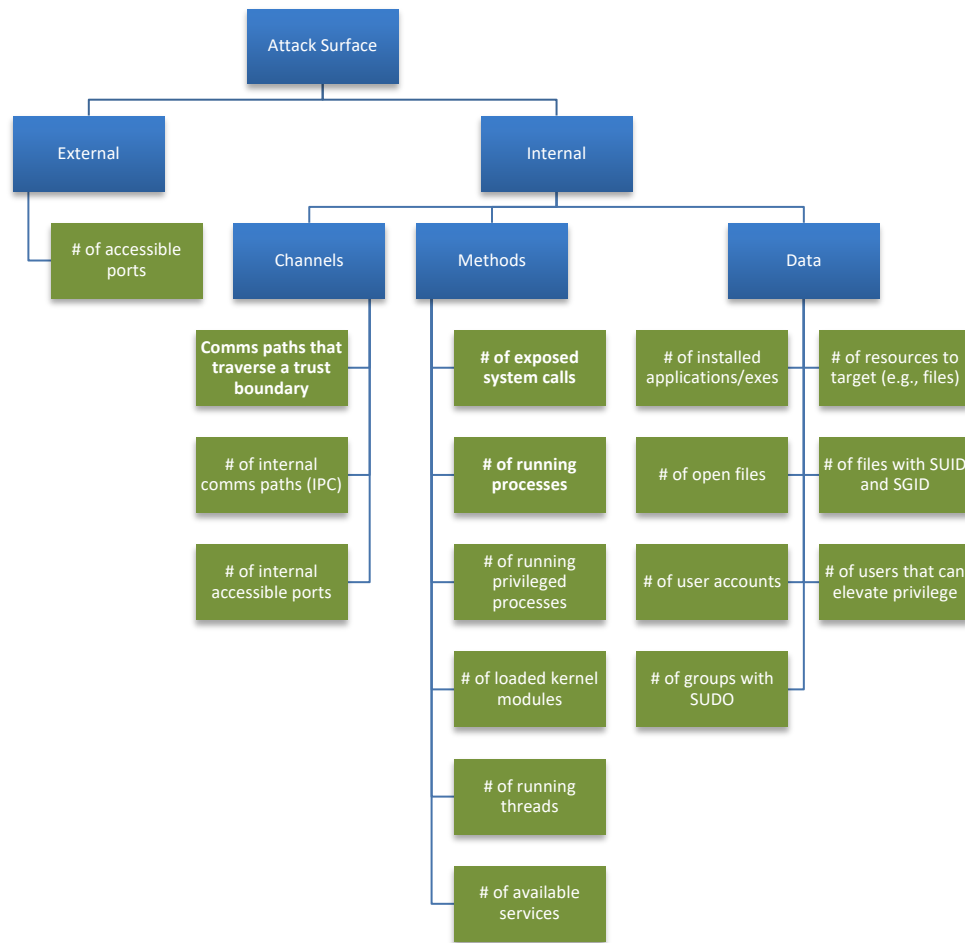 Attack Surface
External
Internal
# of accessible
ports
Channels
Methods
Data
Comms paths that
traverse a trust
boundary
# of internal
comms paths (IPC)
# of internal
accessible ports
# of exposed
system calls
# of running
processes
# of running
privileged
processes
# of loaded kernel
modules
# of running
threads
# of available
services
# of installed
applications/exes
# of open files
# of user accounts
# of groups with
SUDO
# of resources to
target (e.g., files)
# of files with SUID
and SGID
# of users that can
elevate privilege